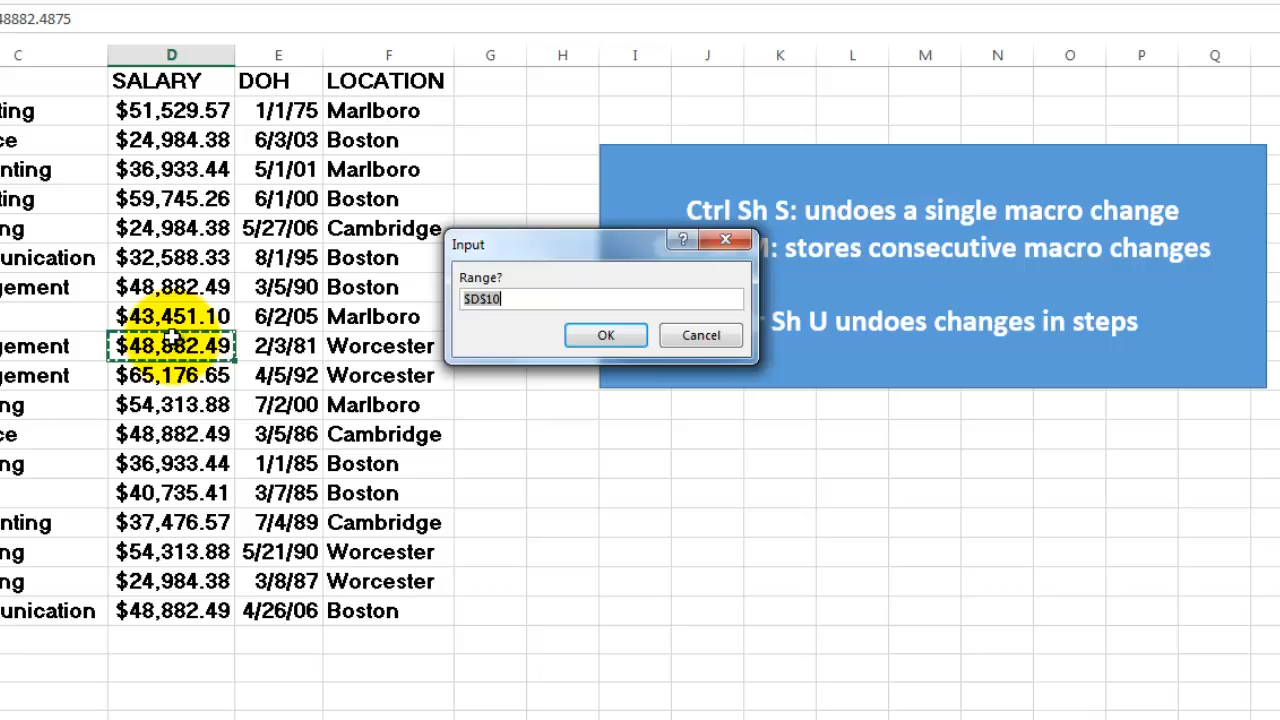 48882.4875
C D E F G H I J K L M N O P Q
SALARY DOH LOCATION
ting $51,529.57 1/1/75 Marlboro
ce $24,984.38 6/3/03 Boston
nting $36,933.44 5/1/01 Marlboro
ting $59,745.26 6/1/00 Boston
ng $24,984.38 5/27/06 Cambridge
unication $32,588.33 8/1/95 Boston
gement $48,882.49 3/5/90 Boston
$43,451.10 6/2/05 Marlboro
gement $48,882.49 2/3/81 Worcester
gement $65,176.65 4/5/92 Worcester
ng $54,313.88 7/2/00 Marlboro
ce $48,882.49 3/5/86 Cambridge
ng $36,933.44 1/1/85 Boston
$40,735.41 3/7/85 Boston
nting $37,476.57 7/4/89 Cambridge
ng $54,313.88 5/21/90 Worcester
ng $24,984.38 3/8/87 Worcester
unication $48,882.49 4/26/06 Boston
Ctrl Sh S: undoes a single macro change
M: stores consecutive macro changes
Sh U undoes changes in steps
Input
Range?
$D$10
OK Cancel